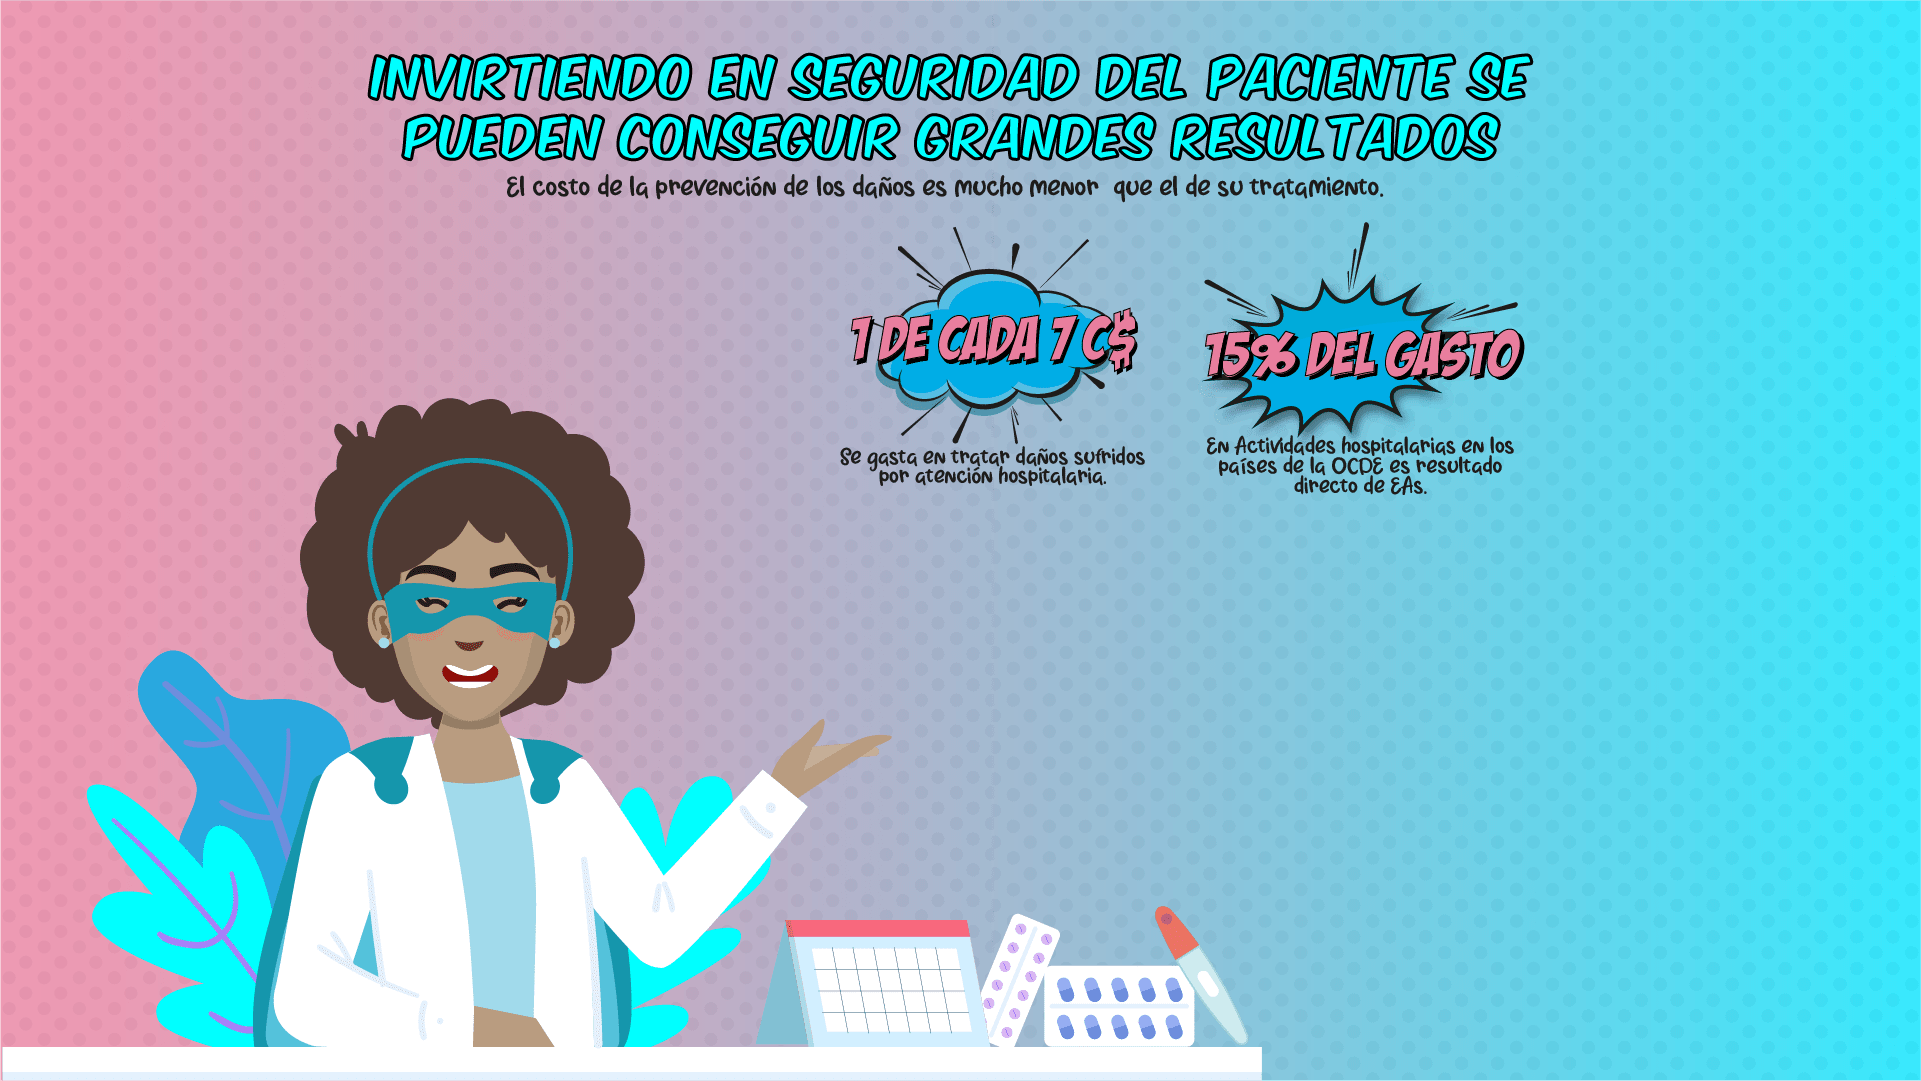 INVIRTIENDO EN SEGURIDAD DEL PACIENTE SE
PUEDEN CONSEGUIR GRANDES RESULTADOS
El costo de la prevención de los daños es mucho menor que el de su tratamiento.
1 DE CADA 7 C$
Se gasta en tratar daños sufridos
por atención hospitalaria.
15% DEL GASTO
En Actividades hospitalarias en los
países de la OCDE es resultado
directo de EAs.